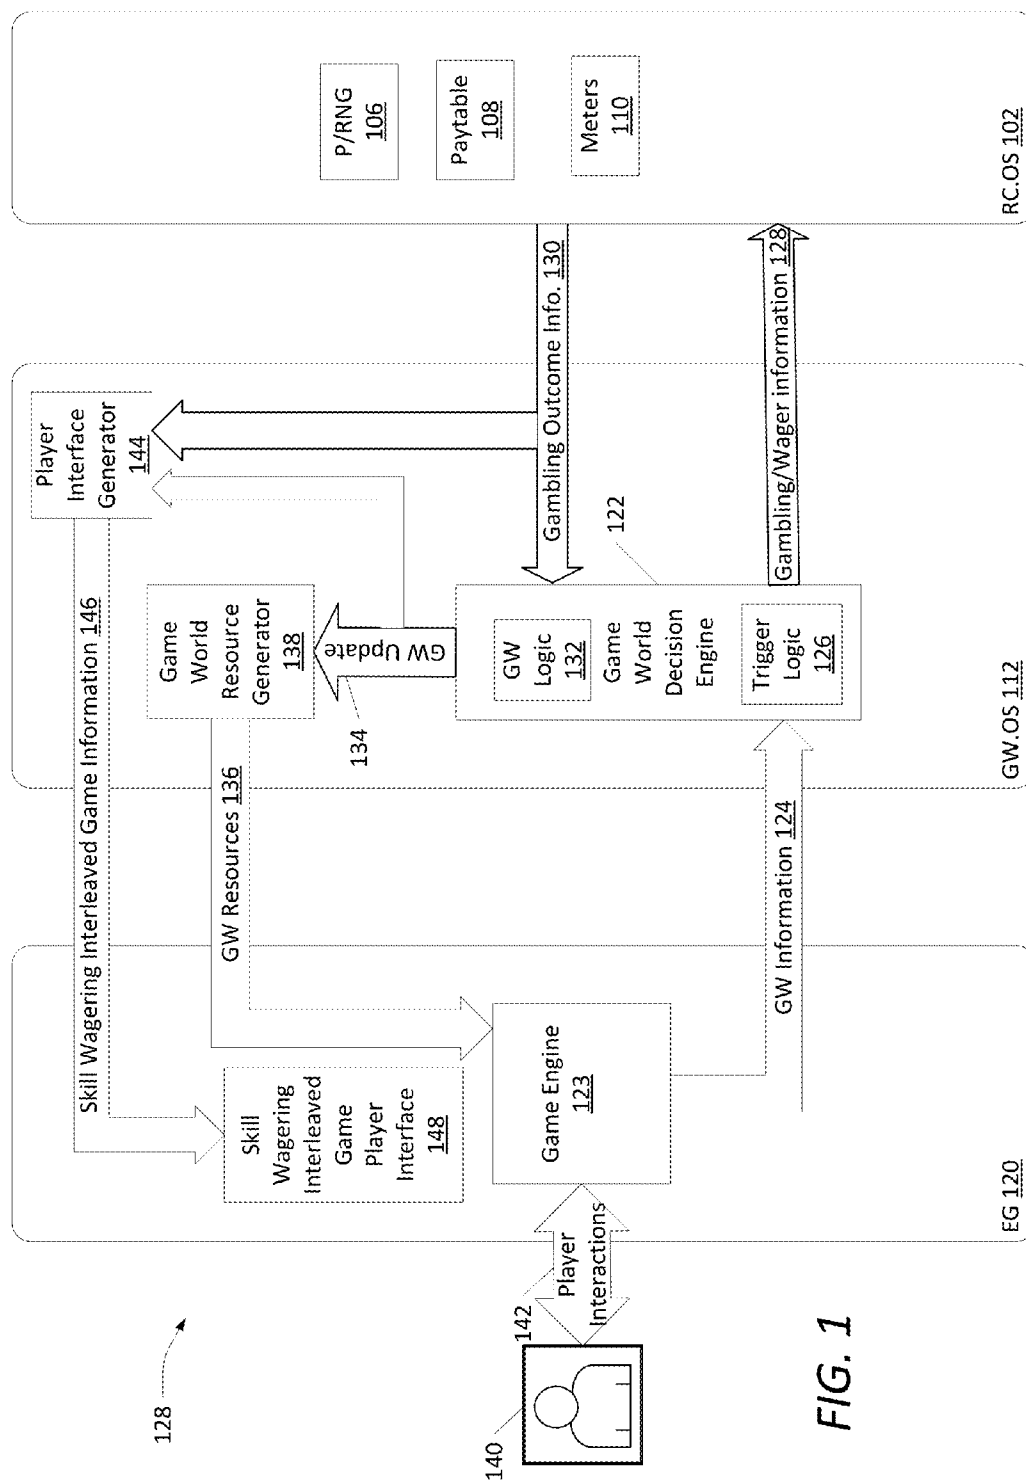 128
140
142
Player
Interactions
FIG. 1
EG 120
Skill
Wagering
Interleaved
Game
Player
Interface
148
Game Engine
123
Skill Wagering Interleaved Game Information 146
GW Resources 136
GW Information 124
GW.OS 112
Player
Interface
Generator
144
Game
World
Resource
Generator
138
134
GW Update
122
GW
Logic
132
Game
World
Decision
Engine
Trigger
Logic
126
Gambling Outcome Info. 130
Gambling/Wager information 128
RC.OS 102
P/RNG
106
Paytable
108
Meters
110